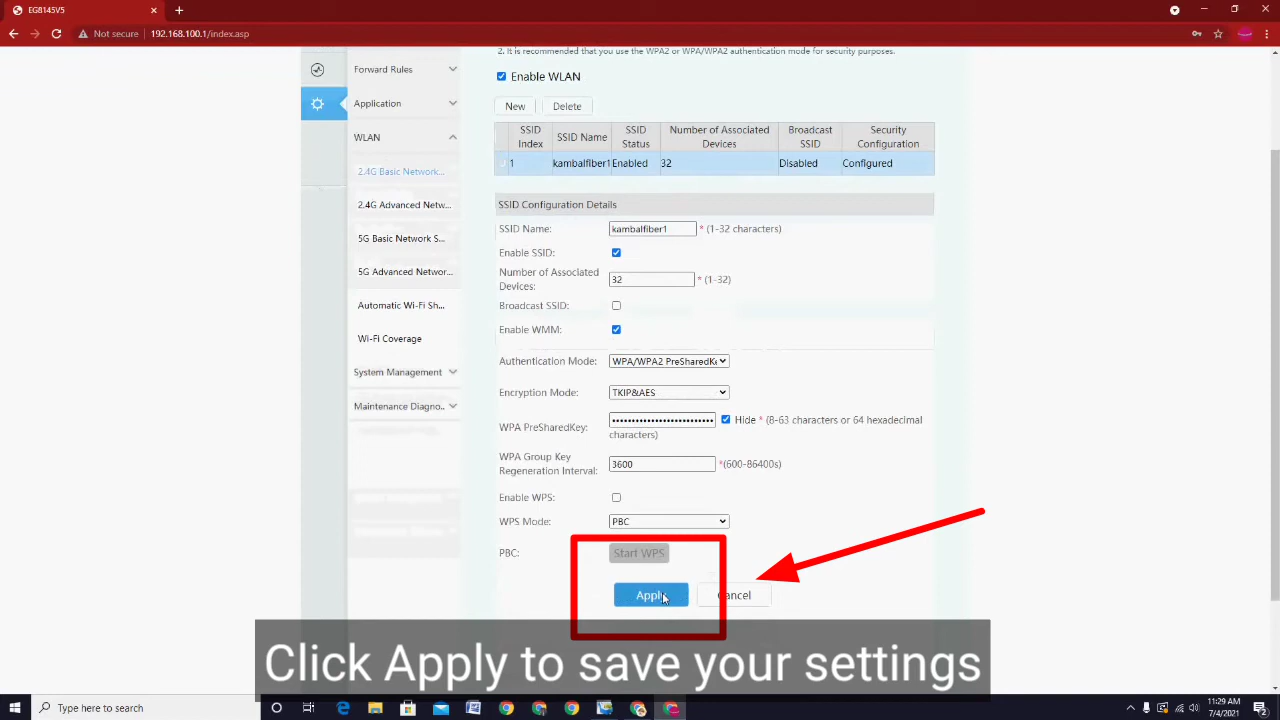 EG8145V5
Not secure
192.168.100.1/index.asp
2. It is recommended that you use the WPA2 or WPA/WPA2 authentication mode for security purposes.
Forward Rules
Application
WLAN
2.4G Basic Network...
2.4G Advanced Netw...
5G Basic Network S...
5G Advanced Networ...
Automatic Wi-Fi Sh...
Wi-Fi Coverage
System Management
Maintenance Diagno...
Enable WLAN
New
Delete
SSID Index
SSID Name
SSID Status
Number of Associated Devices
Broadcast SSID
Security Configuration
1
kambalfiber1
Enabled
32
Disabled
Configured
SSID Configuration Details
SSID Name:
kambalfiber1
* (1-32 characters)
Enable SSID:
Number of Associated
Devices:
32
* (1-32)
Broadcast SSID:
Enable WMM:
Authentication Mode:
WPA/WPA2 PreSharedKe
Encryption Mode:
TKIP&AES
WPA PreSharedKey:
Hide * (8-63 characters or 64 hexadecimal
characters)
WPA Group Key
Regeneration Interval:
3600
*(600-86400s)
Enable WPS:
WPS Mode:
PBC
PBC:
Start WPS
Apply
Cancel
Click Apply to save your settings
Type here to search
11:29 AM
7/4/2021
2